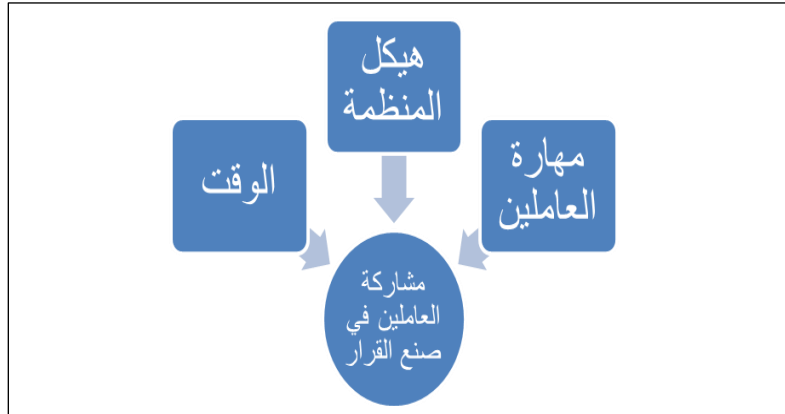 هيكل
المنظمة
مهارة
العاملين
الوقت
مشاركة
العاملين في
صنع القرار